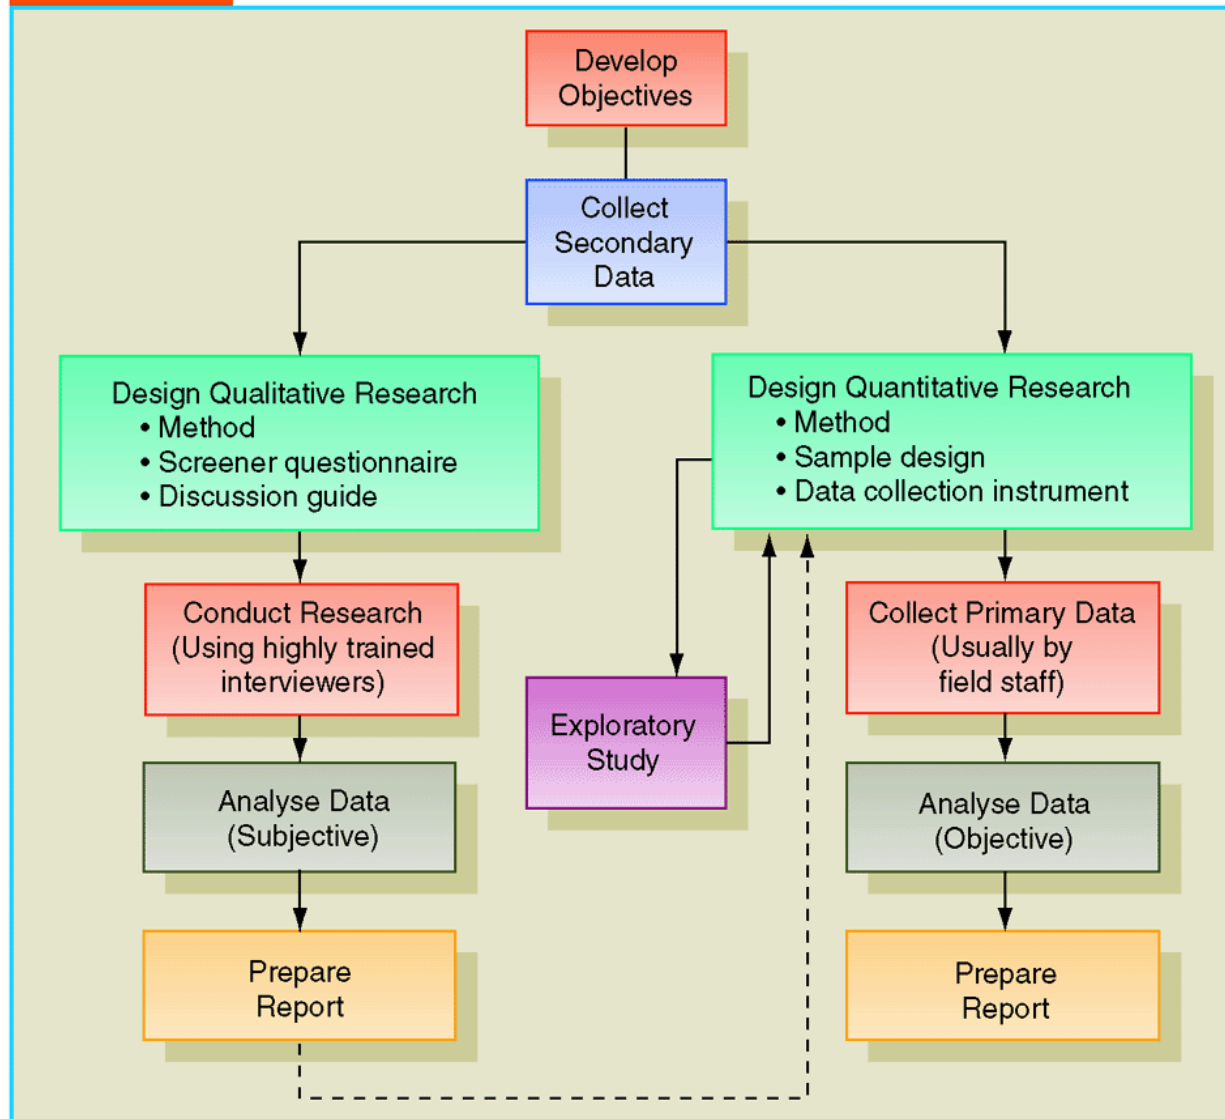 Develop
Objectives
Collect
Secondary
Data
Design Qualitative Research
• Method
• Screener questionnaire
• Discussion guide
Design Quantitative Research
• Method
• Sample design
• Data collection instrument
Conduct Research
(Using highly trained
interviewers)
Exploratory
Study
Collect Primary Data
(Usually by
field staff)
Analyse Data
(Subjective)
Analyse Data
(Objective)
Prepare
Report
Prepare
Report